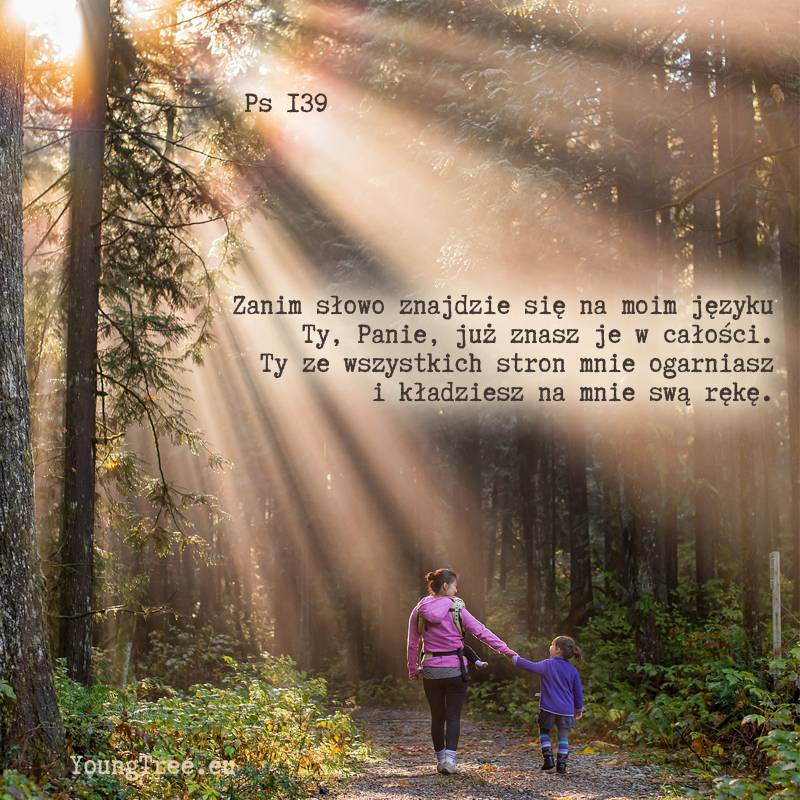 Ps 139
Zanim słowo znajdzie się na moim języku
Ty, Panie, już znasz je w całości.
Ty ze wszystkich stron mnie ogarniasz
i kładziesz na mnie swą rękę.
YoungTree.eu